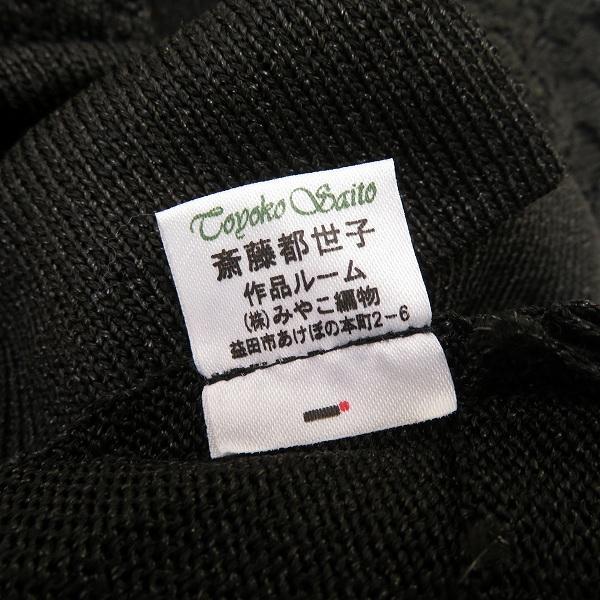 Toyoko Saito
斎藤都世子
作品ルーム
(株)みやこ編物
益田市あけぼの本町2-6